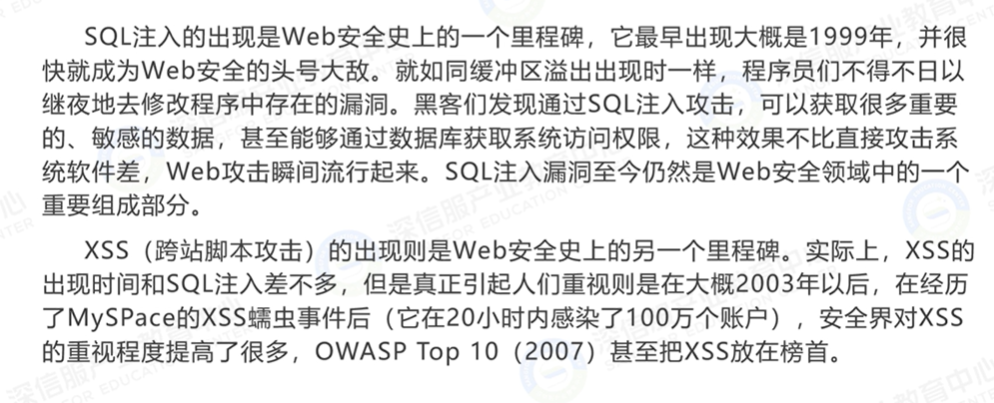 SQL注入的出现是Web安全史上的一个里程碑，它最早出现大概是1999年，并很
快就成为Web安全的头号大敌。就如同缓冲区溢出出现时一样，程序员们不得不日以
继夜地去修改程序中存在的漏洞。黑客们发现通过SQL注入攻击，可以获取很多重要
的、敏感的数据，甚至能够通过数据库获取系统访问权限，这种效果不比直接攻击系
统软件差，Web攻击瞬间流行起来。SQL注入漏洞至今仍然是Web安全领域中的一个
重要组成部分。
XSS（跨站脚本攻击）的出现则是Web安全史上的另一个里程碑。实际上，XSS的
出现时间和SQL注入差不多，但是真正引起人们重视则是在大概2003年以后，在经历
了MySPace的XSS蠕虫事件后（它在20小时内感染了100万个账户），安全界对XSS
的重视程度提高了很多，OWASP Top 10（2007）甚至把XSS放在榜首。